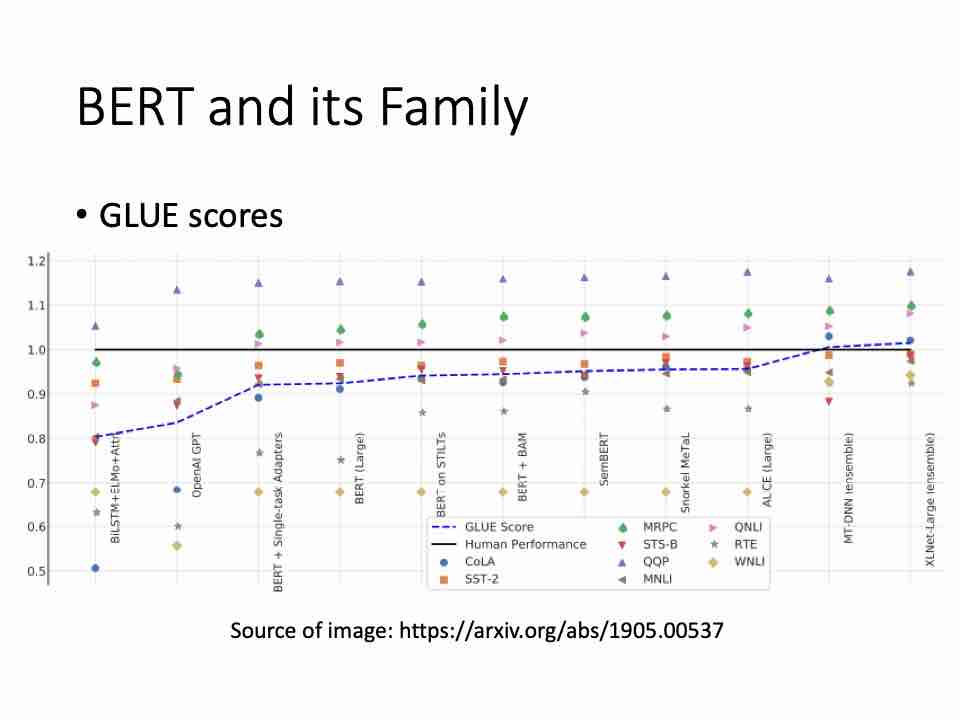 BERT and its Family
• GLUE scores
1.2
1.1
1.0
0.9
0.8
0.7
0.6
0.5
BiLSTM+ELMo+Attn
OpenAI GPT
BERT + Single-task Adapters
BERT (Large)
BERT on STILTs
BERT + BAM
SemBERT
Snorkel MeTaL
ALICE (Large)
MT-DNN (ensemble)
XLNet-Large (ensemble)
GLUE Score
Human Performance
CoLA
SST-2
MRPC
STS-B
QQP
MNLI
QNLI
RTE
WNLI
Source of image: https://arxiv.org/abs/1905.00537